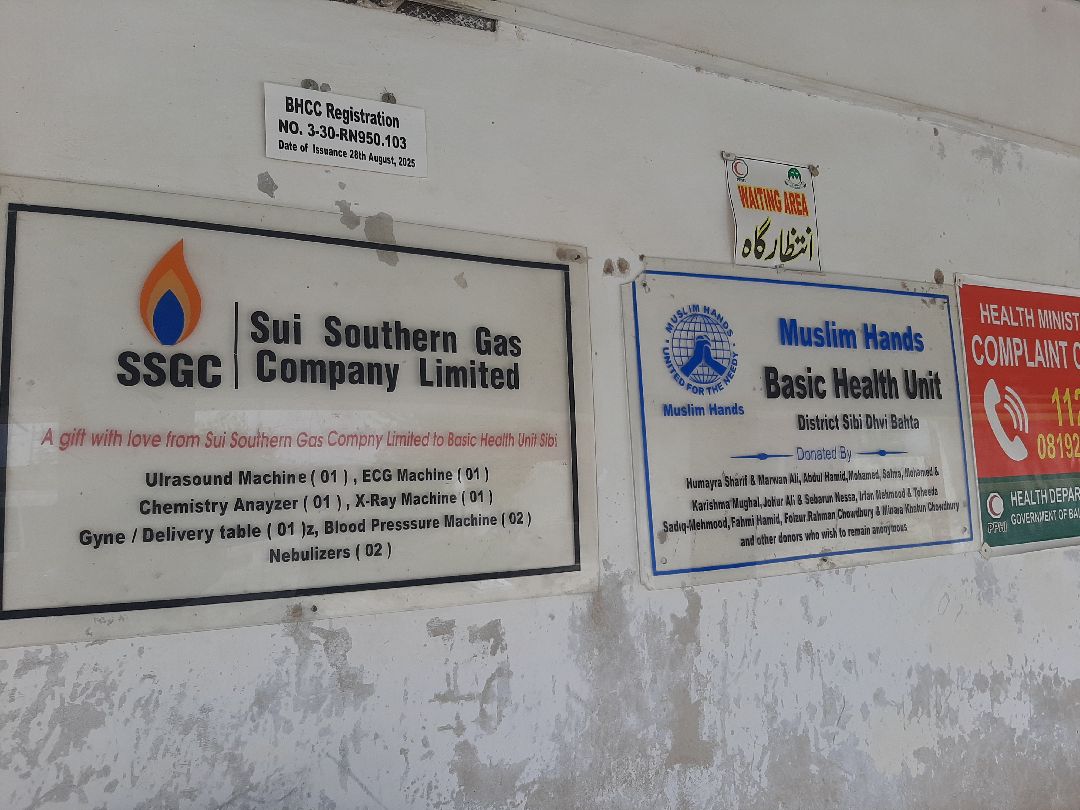 BHCC Registration
NO. 3-30-RN950.103
Date of Issuance 28th August, 2025
SSGC
Sui Southern Gas
Company Limited
A gift with love from Sui Southern Gas Compny Limited to Basic Health Unit Sibi
Ulrasound Machine ( 01 ) , ECG Machine ( 01 )
Chemistry Anayzer ( 01 ) , X-Ray Machine ( 01 )
Gyne / Delivery table ( 01 )z, Blood Presssure Machine ( 02 )
Nebulizers ( 02 )
WAITING AREA
انتظار گاہ
MUSLIM HANDS
UNITED FOR THE NEEDY
Muslim Hands
Muslim Hands
Basic Health Unit
District Sibi Dhvi Bahta
Donated By
Humayra Sharif & Marwan Ali, Abdul Hamid, Mohamed, Salma, Mohamed &
Karishma Mughal, Johur Ali & Sebarun Nessa, Irfan Mehmood & Toheeda
Sadiq-Mehmood, Fahmi Hamid, Foizur.Rahman, Chowdhury & Minara Khatun Chowdhury
and other donors who wish to remain anonymous
HEALTH MINIST
COMPLAINT C
112
08192
PPHI
HEALTH DEPAR
GOVERNMENT OF BAL